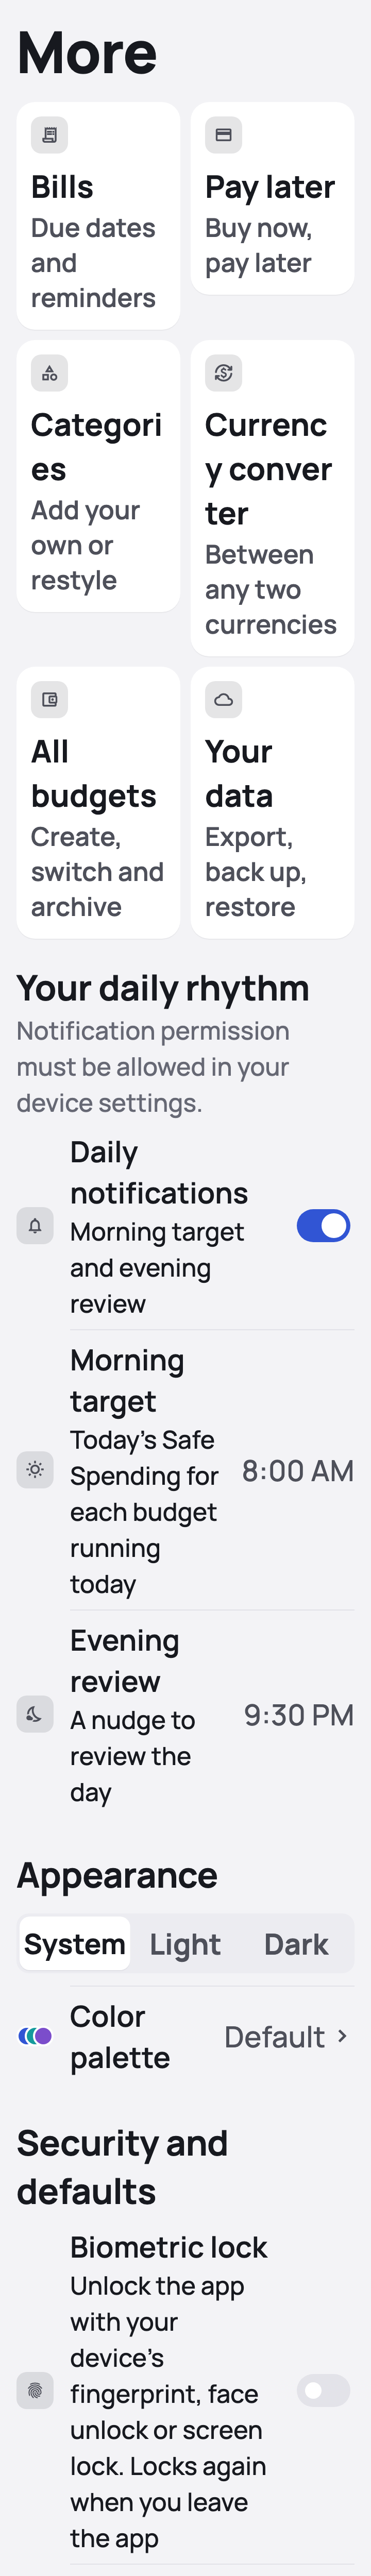 More
Bills
Due dates
and
reminders
Pay later
Buy now,
pay later
Categori
es
Add your
own or
restyle
Currenc
y conver
ter
Between
any two
currencies
All
budgets
Create,
switch and
archive
Your
data
Export,
back up,
restore
Your daily rhythm
Notification permission
must be allowed in your
device settings.
Daily
notifications
Morning target
and evening
review
Morning
target
Today's Safe
Spending for
each budget
running
today
8:00 AM
Evening
review
A nudge to
review the
day
9:30 PM
Appearance
System Light Dark
Color
palette
Default
Security and
defaults
Biometric lock
Unlock the app
with your
device's
fingerprint, face
unlock or screen
lock. Locks again
when you leave
the app